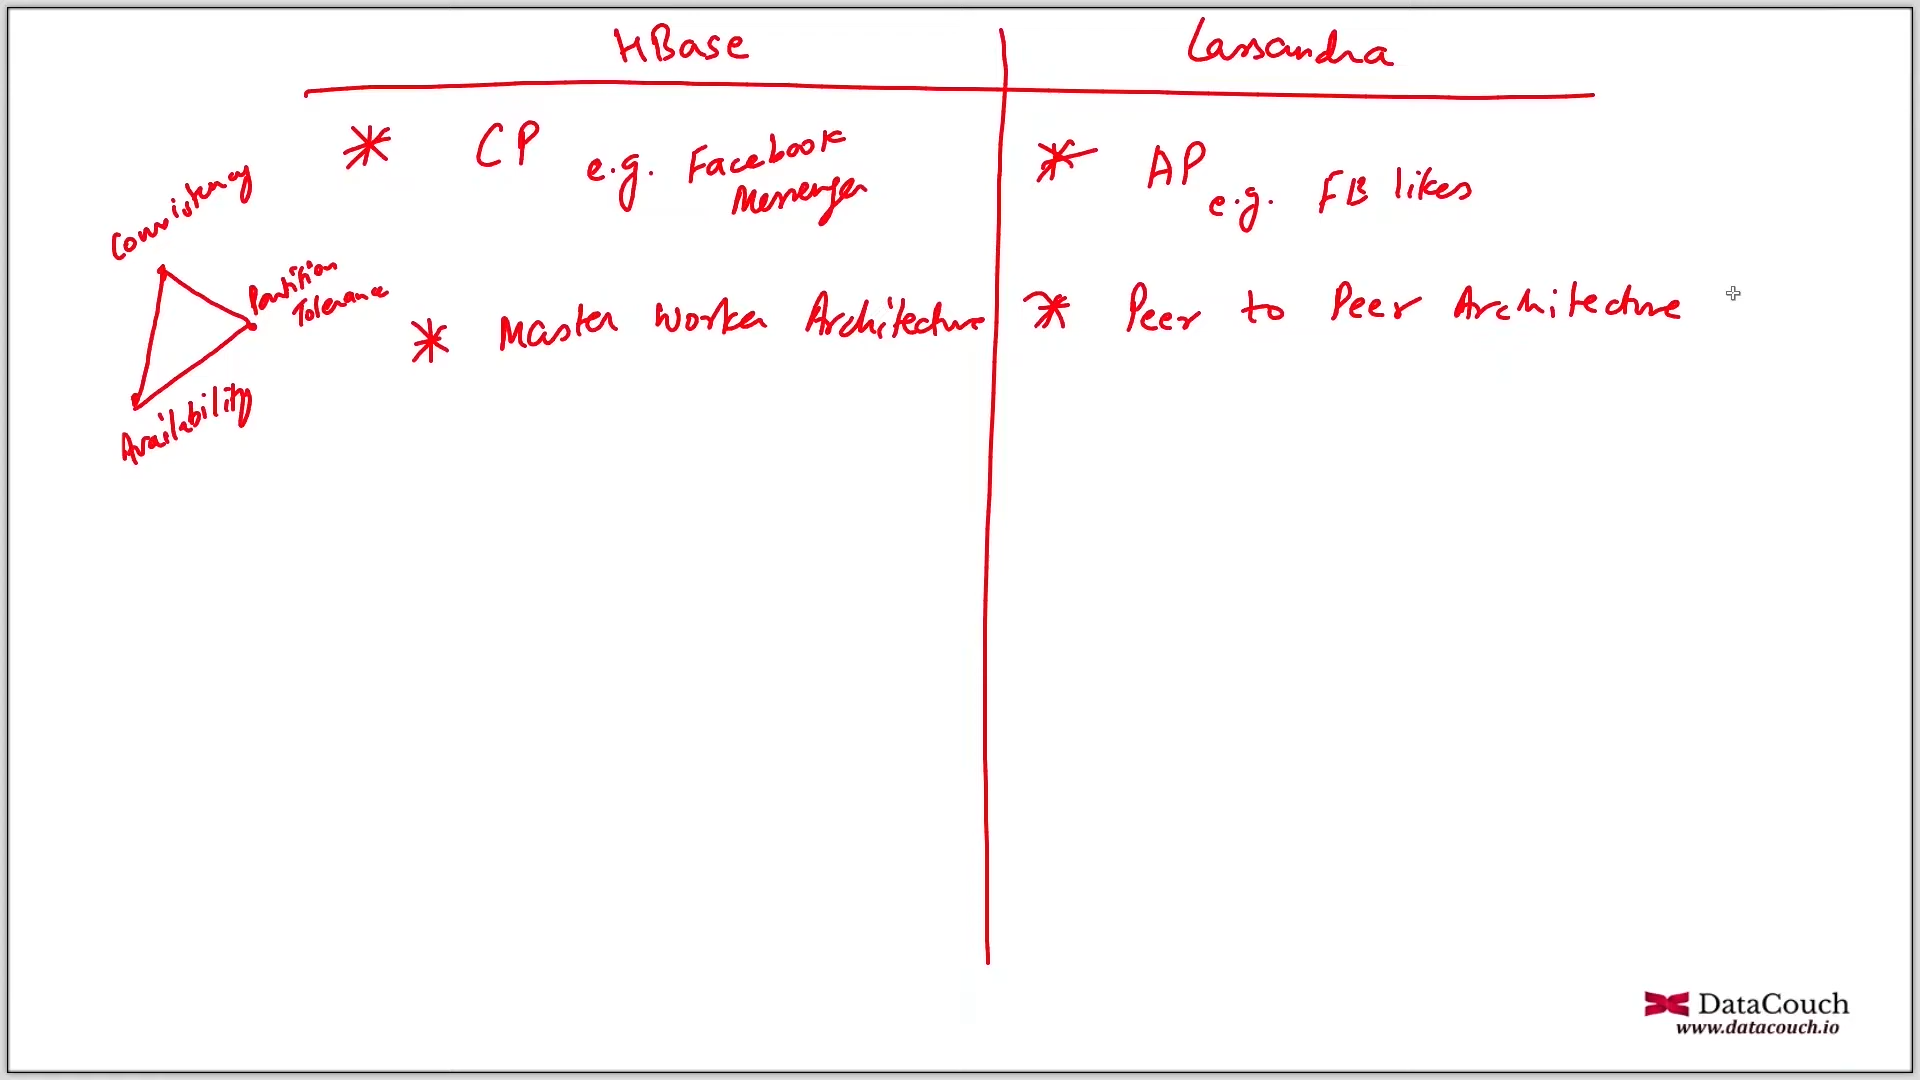 HBase
Cassandra
* CP e.g. Facebook
Messenger
* AP e.g. FB likes
Consistency
Partition
Tolerance
Availability
* Master Worker Architecture
* Peer to Peer Architecture
DataCouch
www.datacouch.io